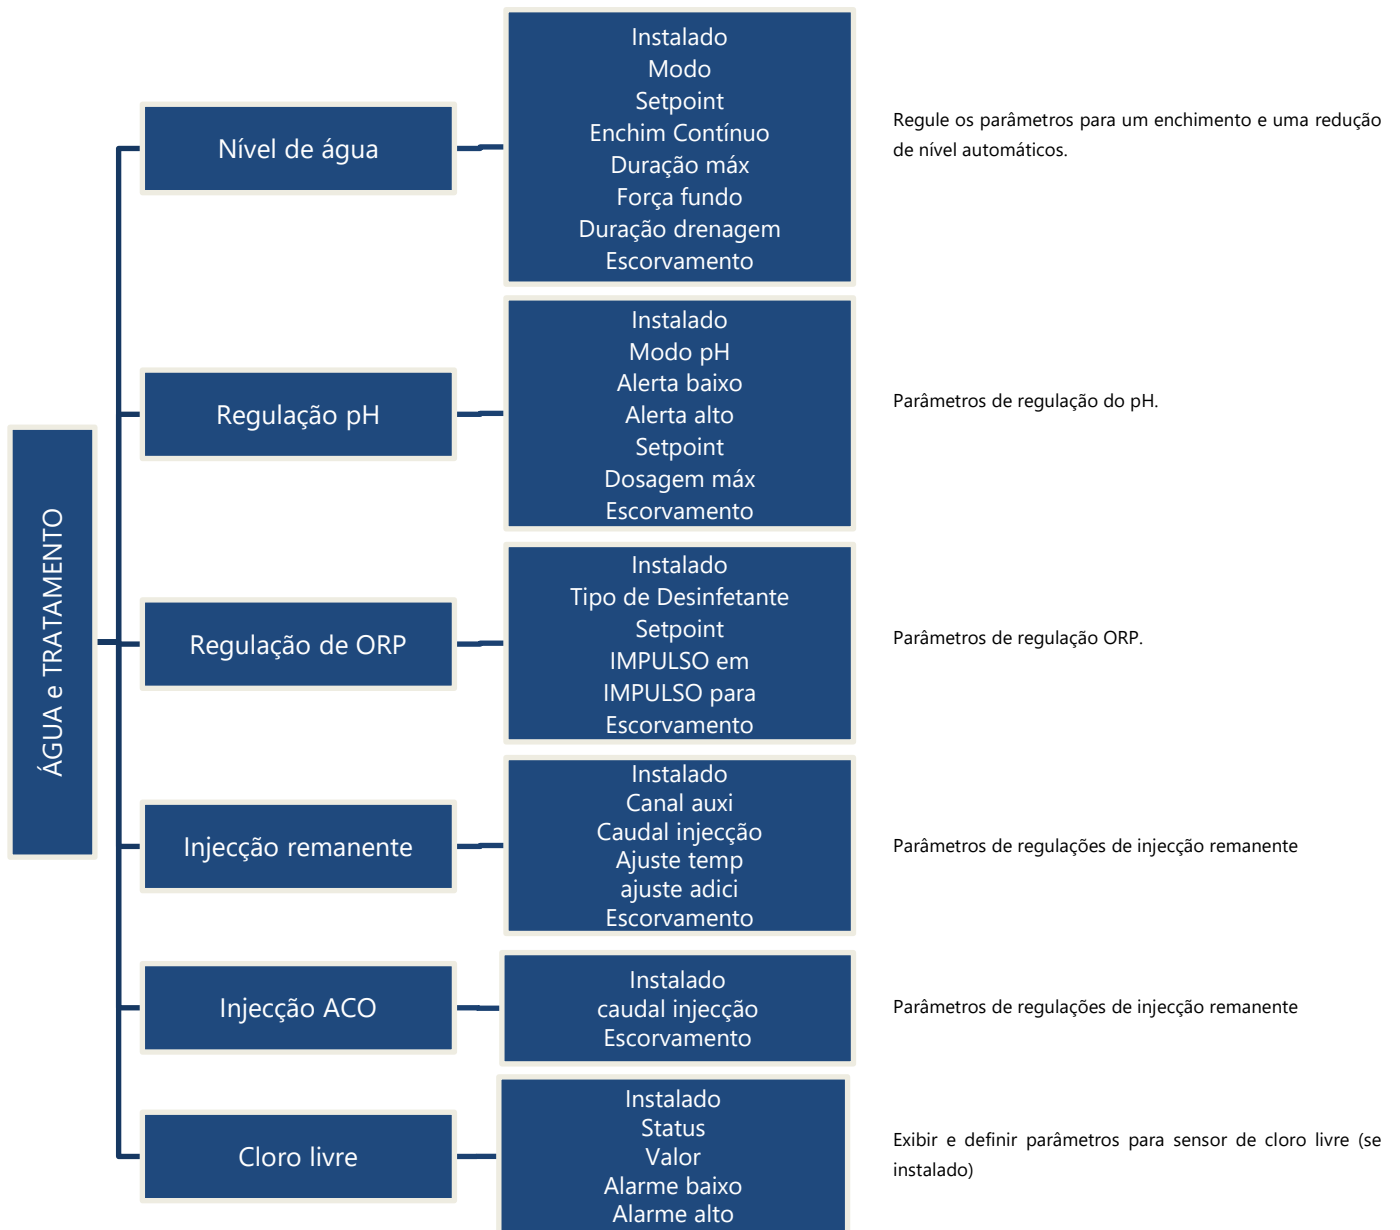 ÁGUA e TRATAMENTO
Nível de água
Instalado
Modo
Setpoint
Enchim Contínuo
Duração máx
Força fundo
Duração drenagem
Escorvamento
Regule os parâmetros para um enchimento e uma redução
de nível automáticos.
Regulação pH
Instalado
Modo pH
Alerta baixo
Alerta alto
Setpoint
Dosagem máx
Escorvamento
Parâmetros de regulação do pH.
Regulação de ORP
Instalado
Tipo de Desinfetante
Setpoint
IMPULSO em
IMPULSO para
Escorvamento
Parâmetros de regulação ORP.
Injecção remanente
Instalado
Canal auxi
Caudal injecção
Ajuste temp
ajuste adici
Escorvamento
Parâmetros de regulações de injecção remanente
Injecção ACO
Instalado
caudal injecção
Escorvamento
Parâmetros de regulações de injecção remanente
Cloro livre
Instalado
Status
Valor
Alarme baixo
Alarme alto
Exibir e definir parâmetros para sensor de cloro livre (se
instalado)